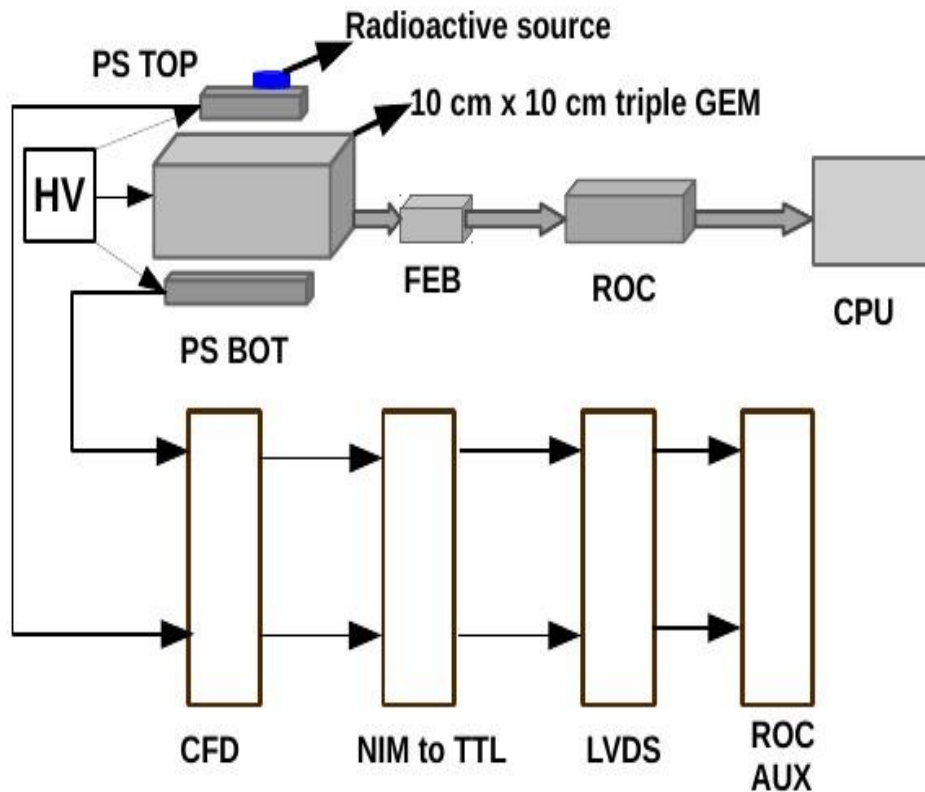 Radioactive source
PS TOP
10 cm x 10 cm triple GEM
HV
FEB
ROC
CPU
PS BOT
CFD
NIM to TTL
LVDS
ROC
AUX